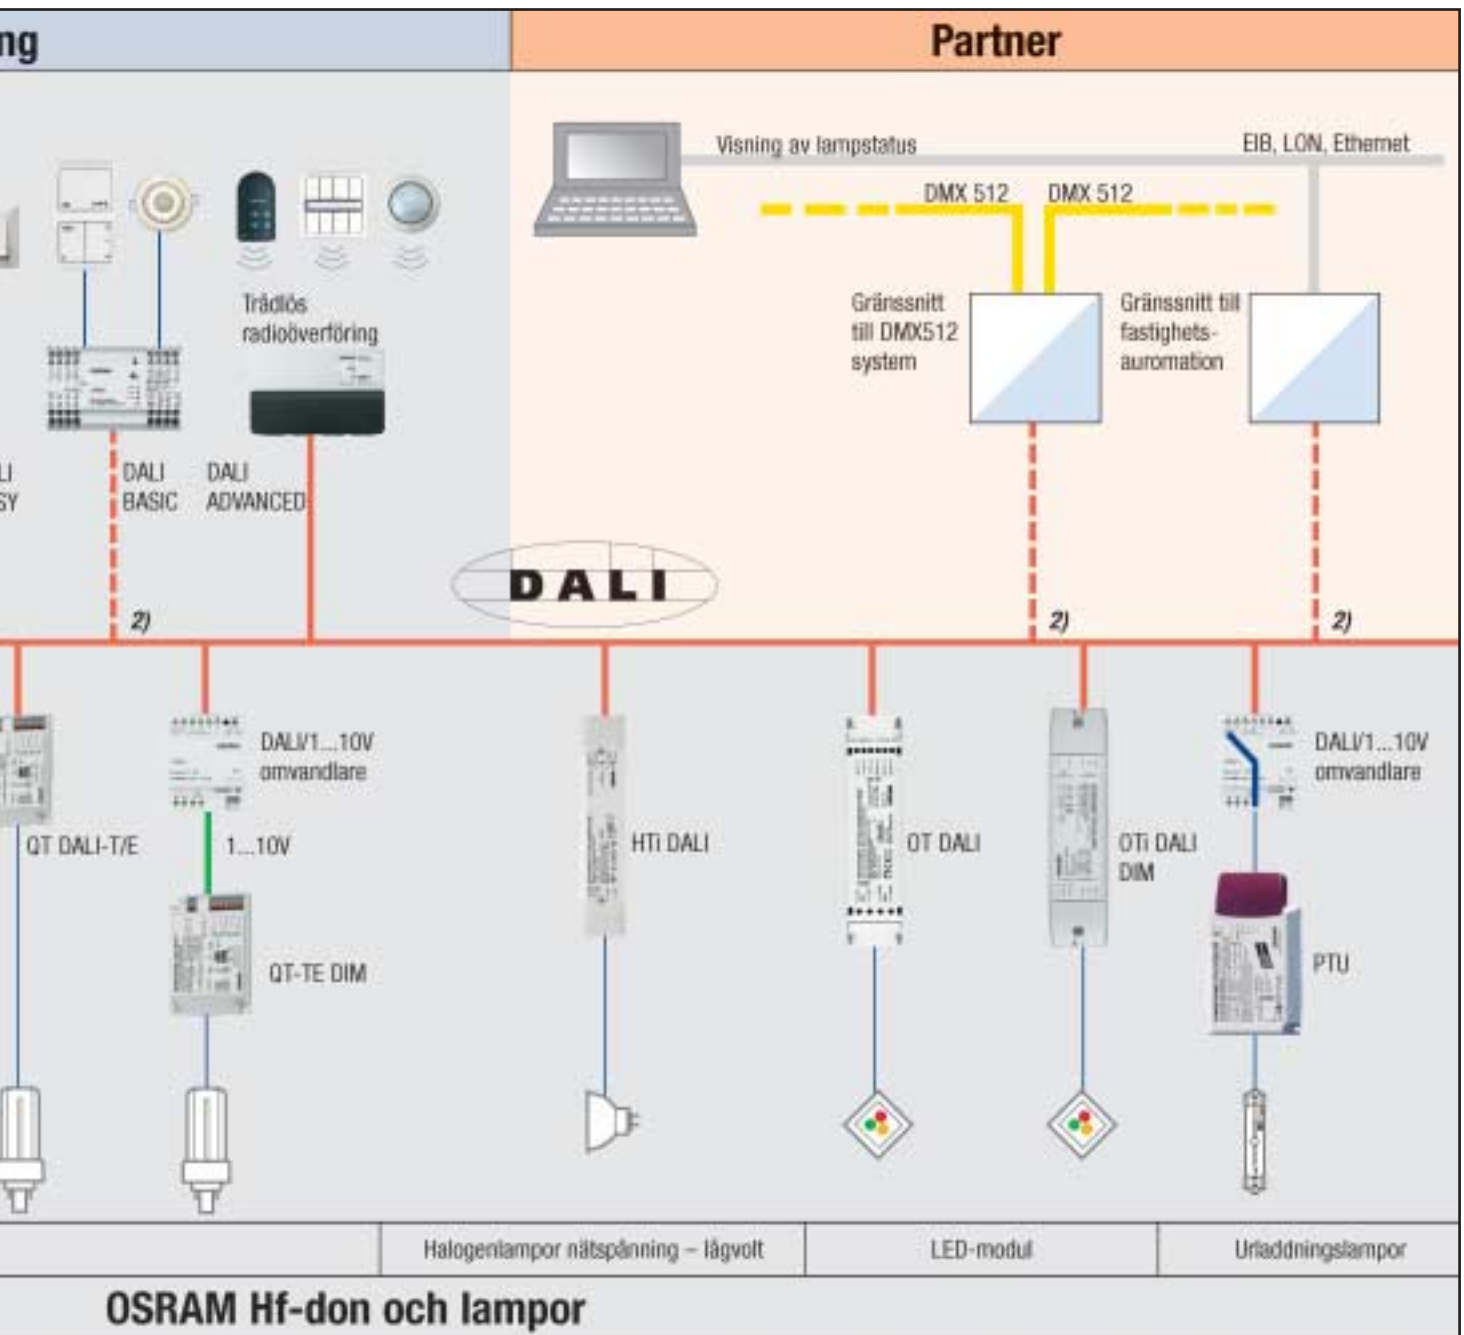 ng
Partner
Visning av lampstatus
EIB, LON, Ethernet
DMX 512
DMX 512
Trådlös
radioöverföring
Gränssnitt
till DMX512
system
Gränssnitt till
fastighets-
auromation
LI
SY
DALI
BASIC
DALI
ADVANCED
DALI
2)
2)
2)
DALI/1...10V
omvandlare
DALI/1...10V
omvandlare
QT DALI-T/E
1...10V
HTi DALI
OT DALI
OTi DALI
DIM
QT-TE DIM
PTU
Halogenlampor nätspänning – lågvolt
LED-modul
Urladdningslampor
OSRAM Hf-don och lampor